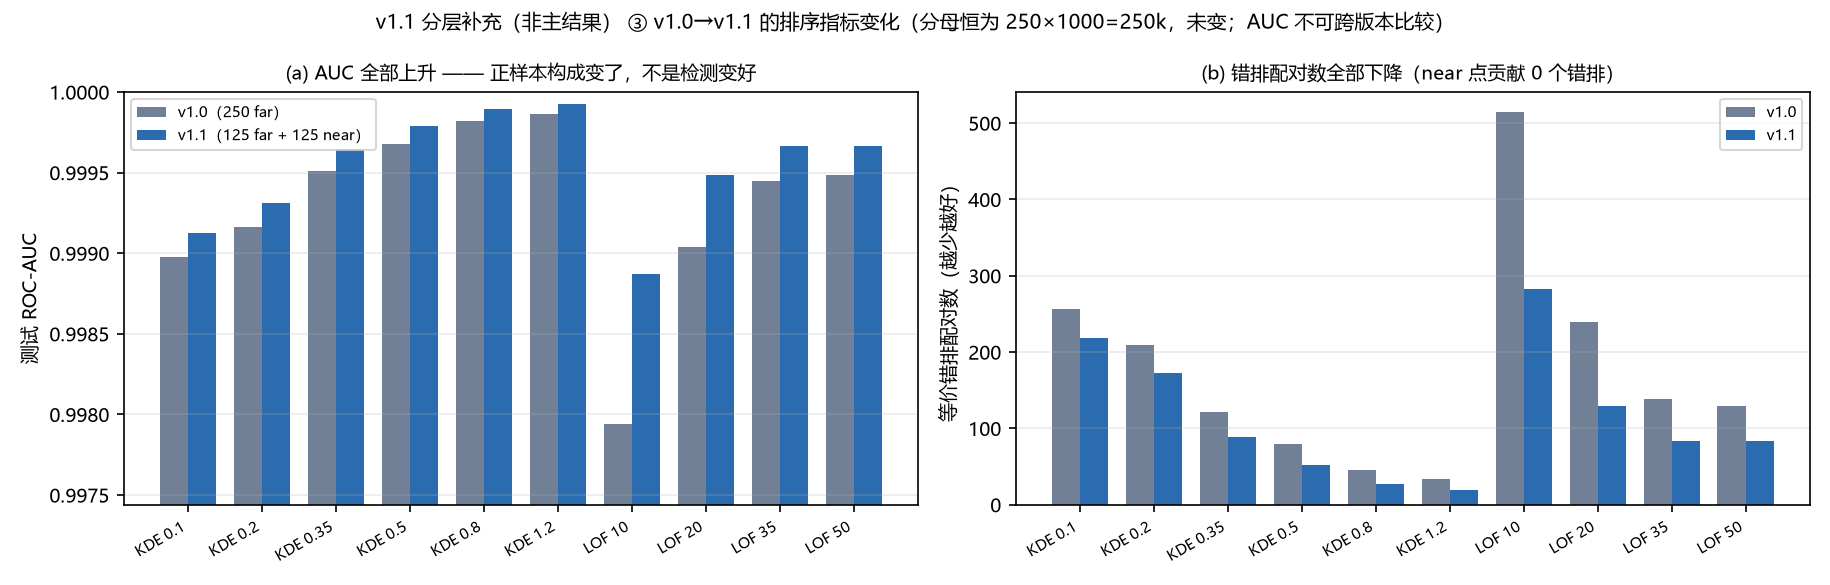 v1.1 分层补充（非主结果） ③ v1.0→v1.1 的排序指标变化（分母恒为 250×1000=250k，未变；AUC 不可跨版本比较）
(a) AUC 全部上升 —— 正样本构成变了，不是检测变好
v1.0（250 far）
v1.1（125 far + 125 near）
测试 ROC-AUC
1.0000
0.9995
0.9990
0.9985
0.9980
0.9975
KDE 0.1
KDE 0.2
KDE 0.35
KDE 0.5
KDE 0.8
KDE 1.2
LOF 10
LOF 20
LOF 35
LOF 50
(b) 错排配对数全部下降（near 点贡献 0 个错排）
v1.0
v1.1
等价错排配对数（越少越好）
500
400
300
200
100
0
KDE 0.1
KDE 0.2
KDE 0.35
KDE 0.5
KDE 0.8
KDE 1.2
LOF 10
LOF 20
LOF 35
LOF 50